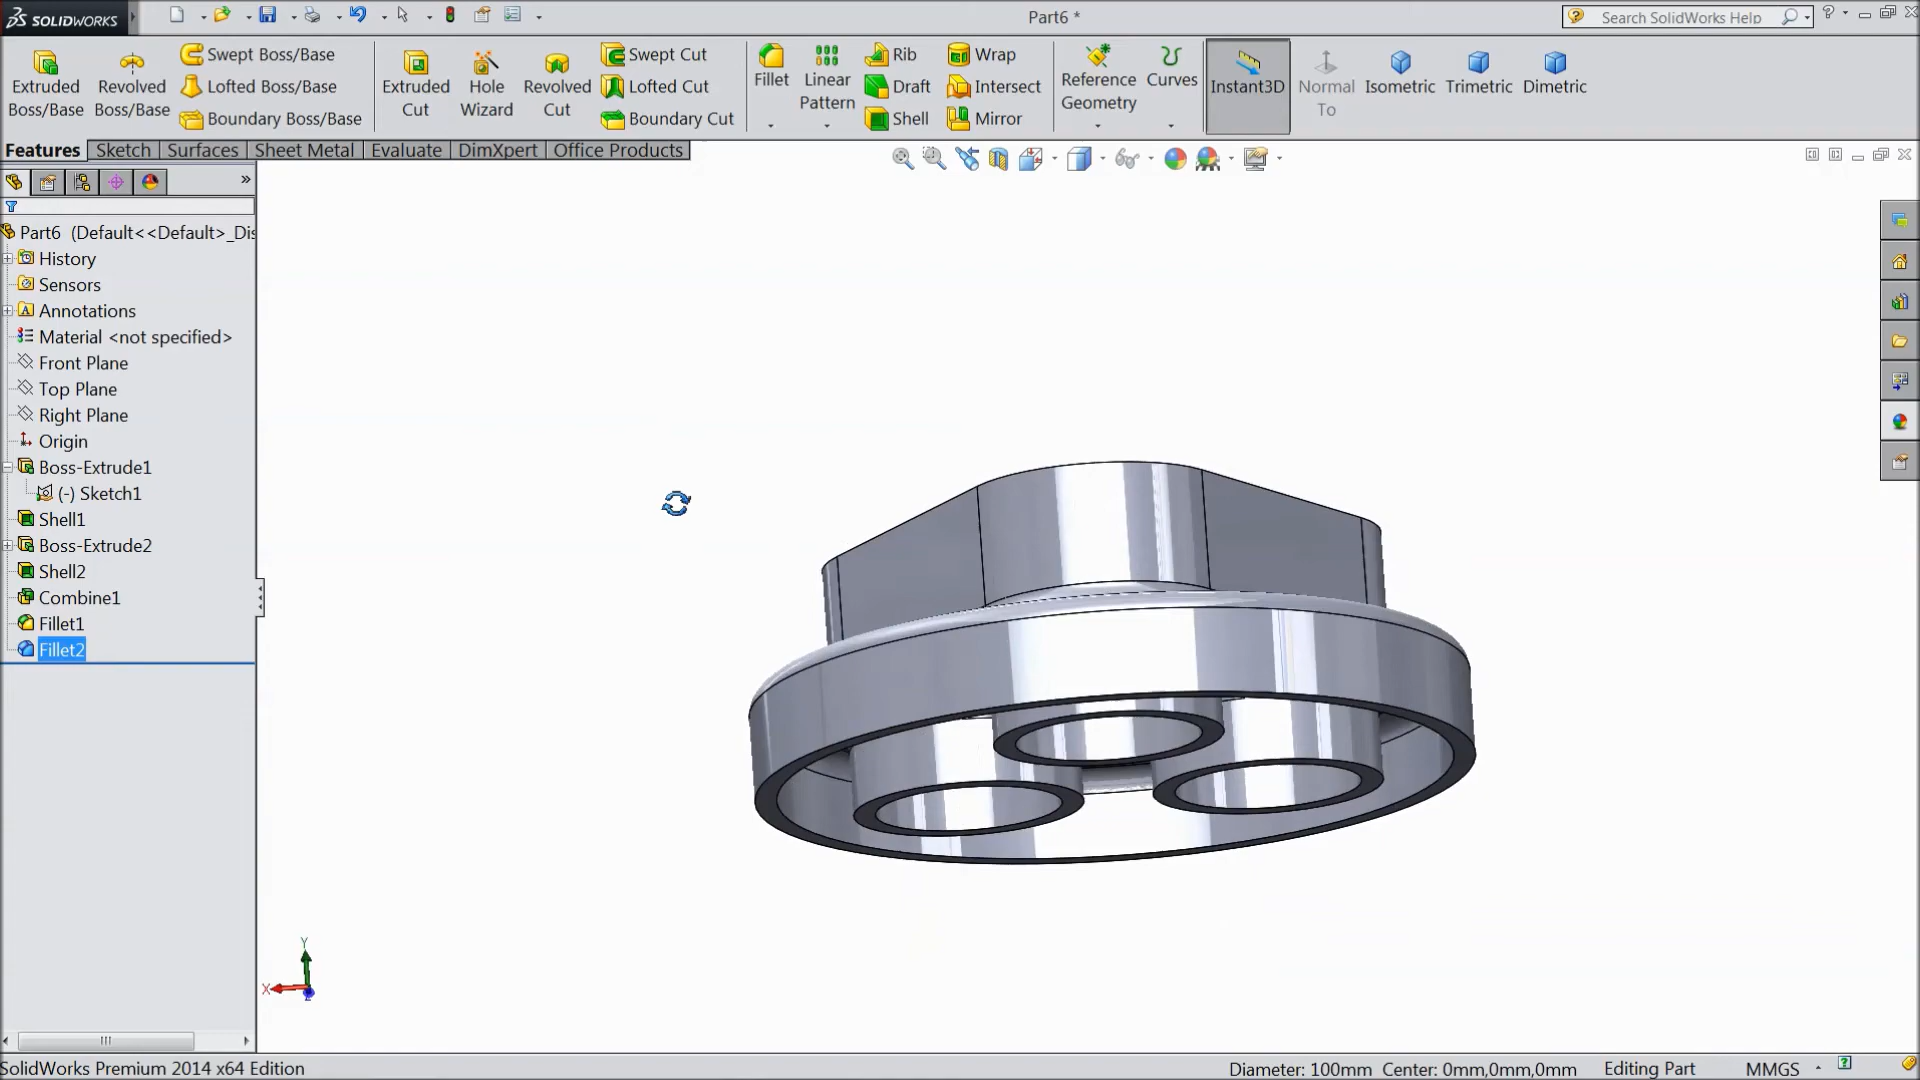 SOLIDWORKS
Part6 *
Search SolidWorks Help
Extruded Boss/Base
Revolved Boss/Base
Swept Boss/Base
Lofted Boss/Base
Boundary Boss/Base
Extruded Cut
Hole Wizard
Revolved Cut
Swept Cut
Lofted Cut
Boundary Cut
Fillet
Linear Pattern
Rib
Draft
Shell
Wrap
Intersect
Mirror
Reference Geometry
Curves
Instant3D
Normal To
Isometric
Trimetric
Dimetric
Features
Sketch
Surfaces
Sheet Metal
Evaluate
DimXpert
Office Products
Part6 (Default<<Default>_Dis
History
Sensors
Annotations
Material <not specified>
Front Plane
Top Plane
Right Plane
Origin
Boss-Extrude1
(-) Sketch1
Shell1
Boss-Extrude2
Shell2
Combine1
Fillet1
Fillet2
Y
X
SolidWorks Premium 2014 x64 Edition
Diameter: 100mm Center: 0mm,0mm,0mm
Editing Part
MMGS